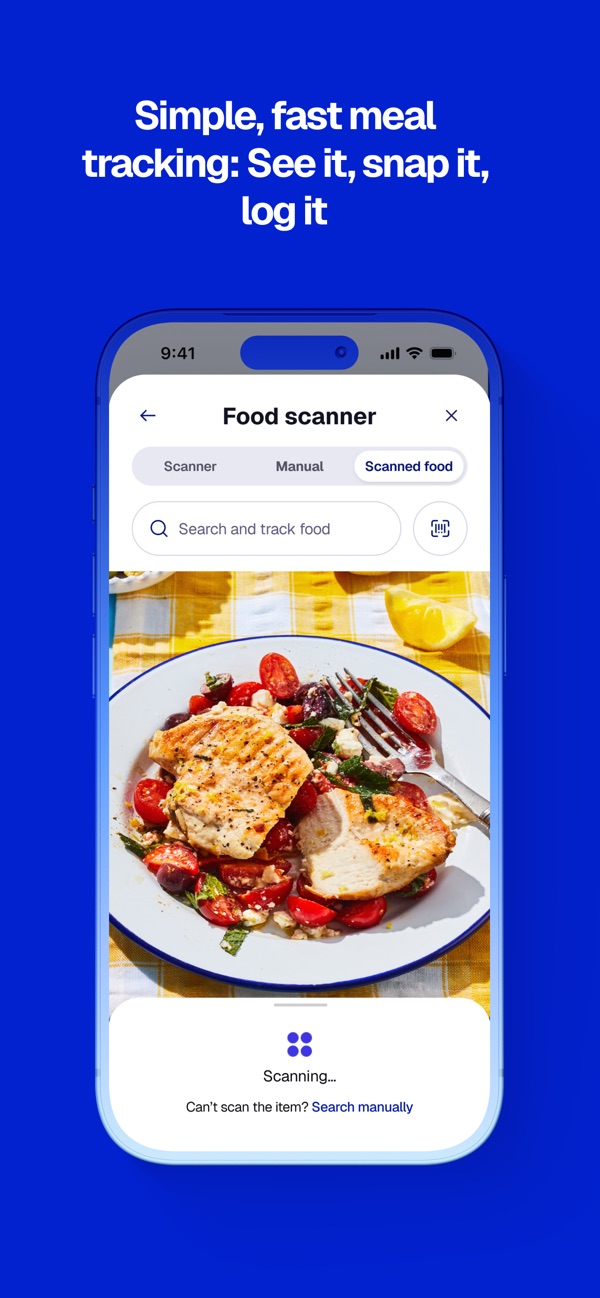 Simple, fast meal
tracking: See it, snap it,
log it
9:41
Food scanner
Scanner Manual Scanned food
Search and track food
Scanning...
Can’t scan the item? Search manually